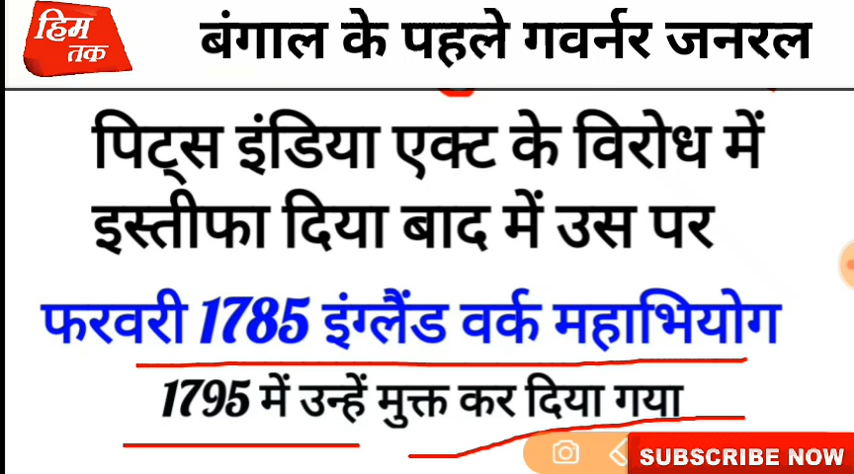 हिम
तक
बंगाल के पहले गवर्नर जनरल
पिट्स इंडिया एक्ट के विरोध में
इस्तीफा दिया बाद में उस पर
फरवरी 1785 इंग्लैंड वर्क महाभियोग
1795 में उन्हें मुक्त कर दिया गया
SUBSCRIBE NOW